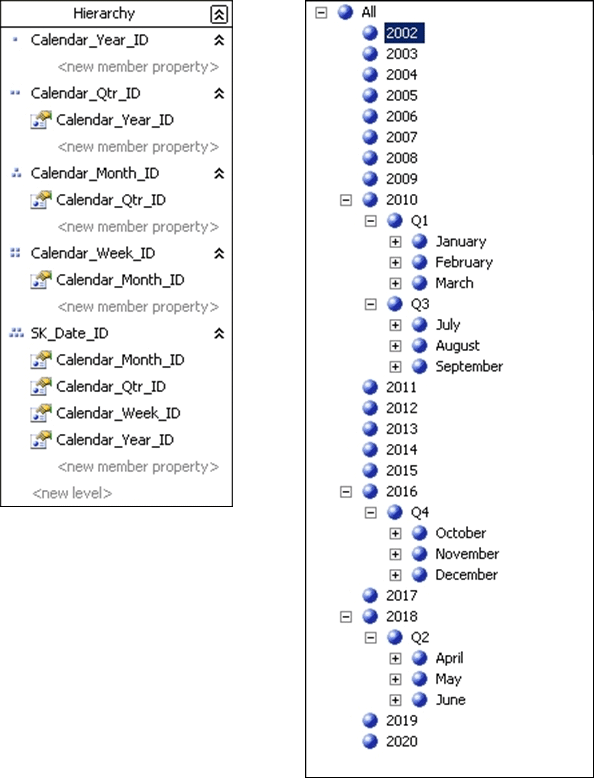 Hierarchy
Calendar_Year_ID
<new member property>
Calendar_Qtr_ID
Calendar_Year_ID
<new member property>
Calendar_Month_ID
Calendar_Qtr_ID
<new member property>
Calendar_Week_ID
Calendar_Month_ID
<new member property>
SK_Date_ID
Calendar_Month_ID
Calendar_Qtr_ID
Calendar_Week_ID
Calendar_Year_ID
<new member property>
<new level>
All
2002
2003
2004
2005
2006
2007
2008
2009
2010
Q1
January
February
March
Q3
July
August
September
2011
2012
2013
2014
2015
2016
Q4
October
November
December
2017
2018
Q2
April
May
June
2019
2020